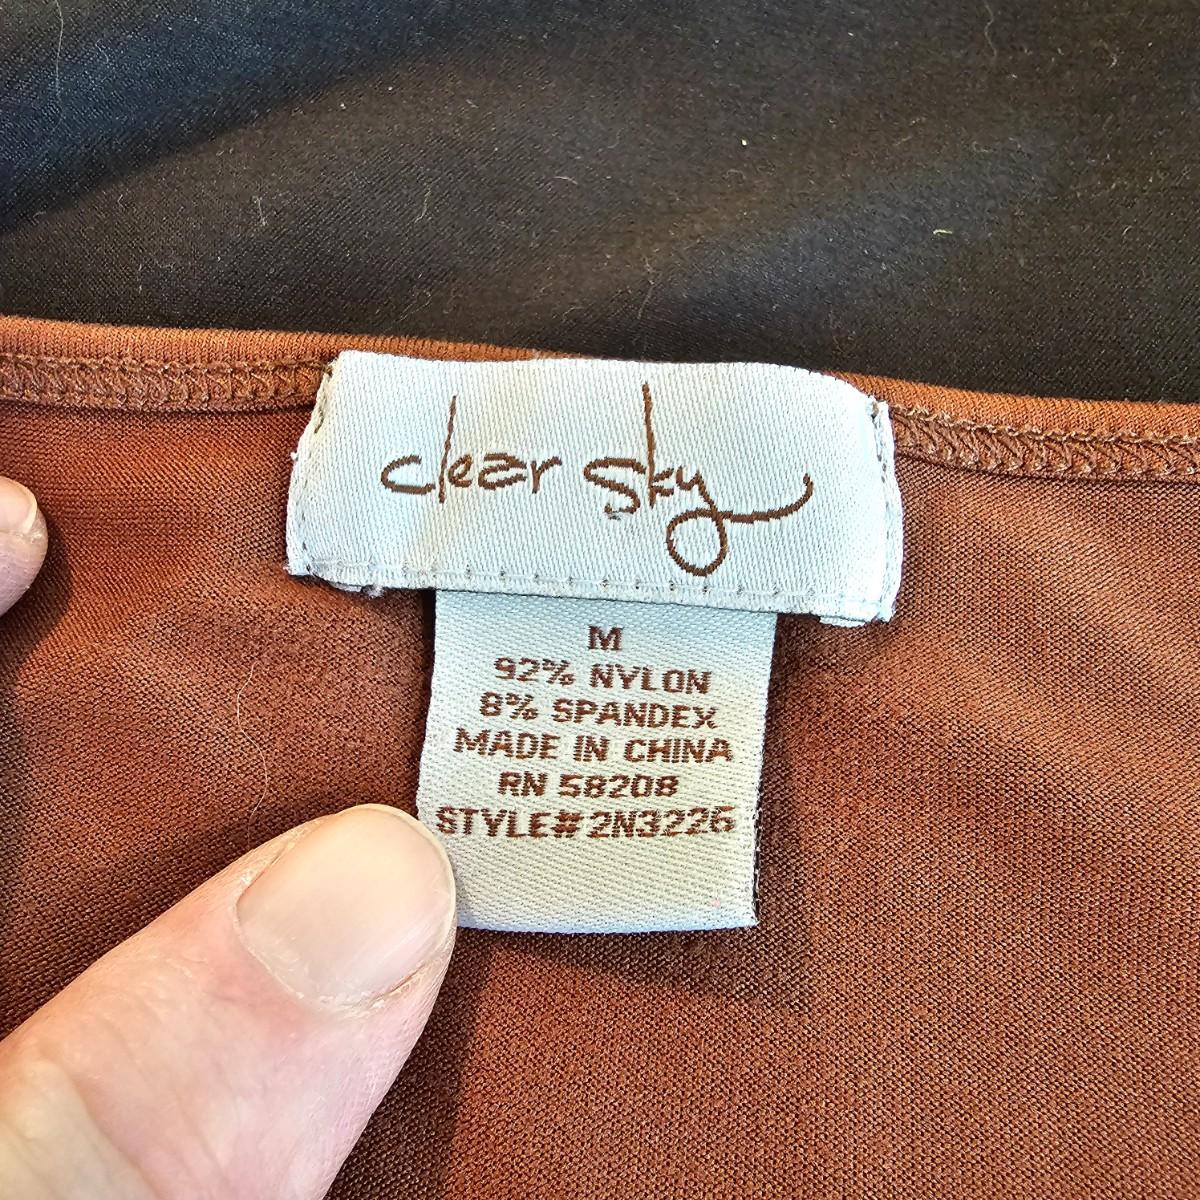 clear sky
M
92% NYLON
8% SPANDEX
MADE IN CHINA
RN 58208
STYLE# 2N3226